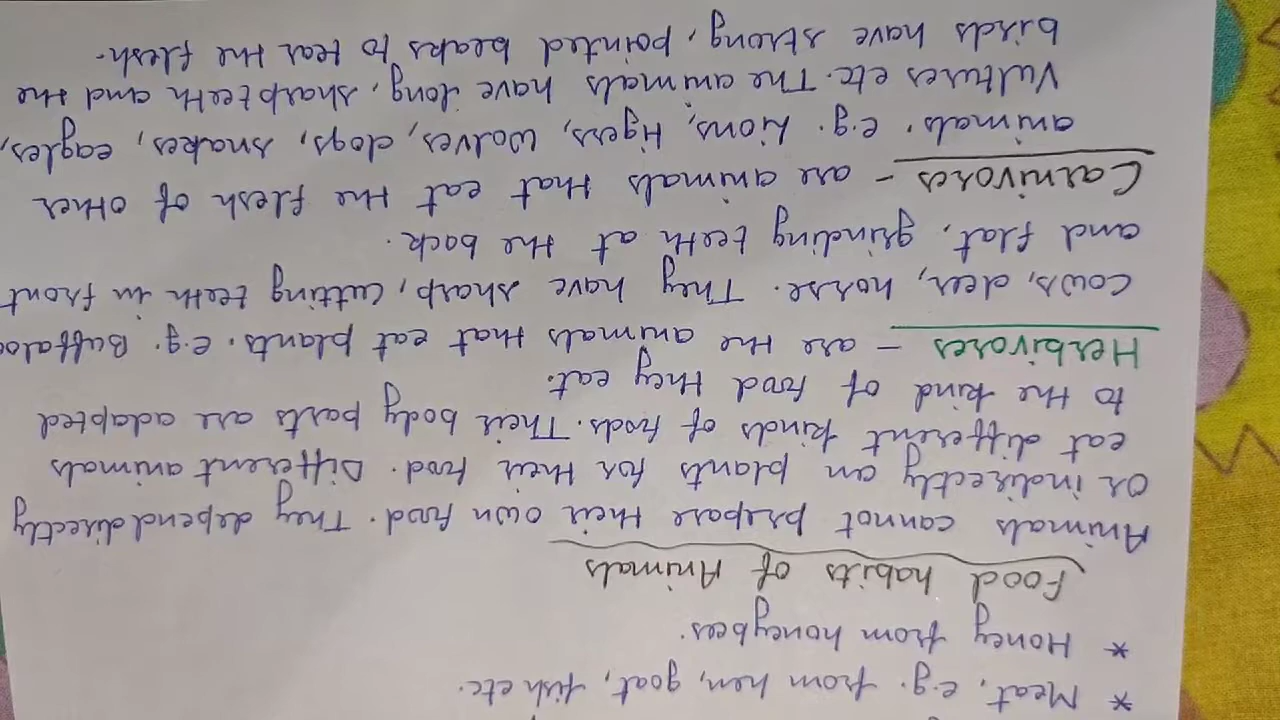 * Meat, e.g. from hen, goat, fish etc.
* Honey from honeybees.
Food habits of Animals
Animals cannot prepare their own food. They depend directly
or indirectly an plants for their food. Different animals
eat different kinds of foods. Their body parts are adapted
to the kind of food they eat.
Herbivores - are the animals that eat plants. e.g. Buffaloe
cows, deer, horse. They have sharp, cutting teeth in front
and flat, grinding teeth at the back.
Carnivores - are animals that eat the flesh of other
animals. e.g. Lions, tigers, wolves, dogs, snakes, eagles,
Vultures etc. The animals have long, sharp teeth and the
birds have strong, pointed beaks to tear the flesh.